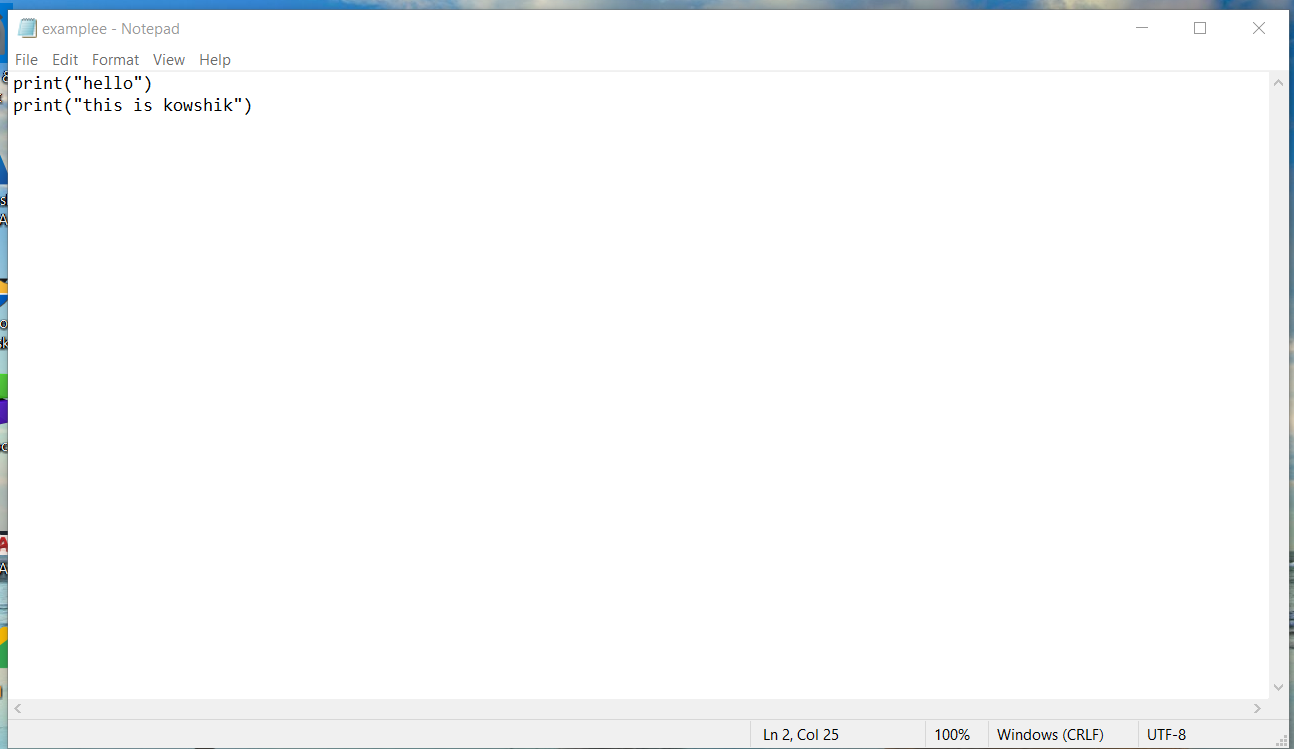 examplee - Notepad
File Edit Format View Help
print("hello")
print("this is kowshik")
Ln 2, Col 25 100% Windows (CRLF) UTF-8